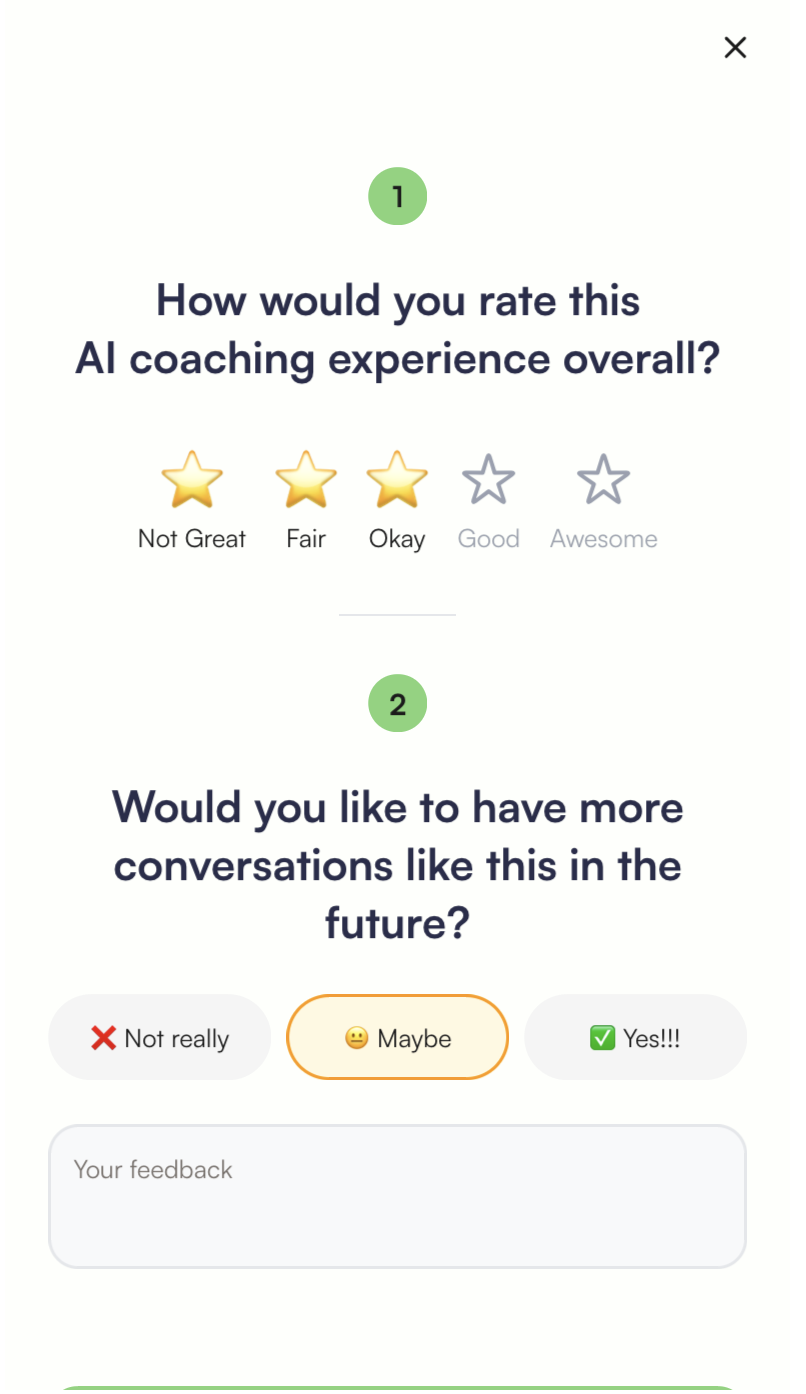 1
How would you rate this
AI coaching experience overall?
Not Great Fair Okay Good Awesome
2
Would you like to have more
conversations like this in the
future?
❌ Not really 😐 Maybe ✅ Yes!!!
Your feedback